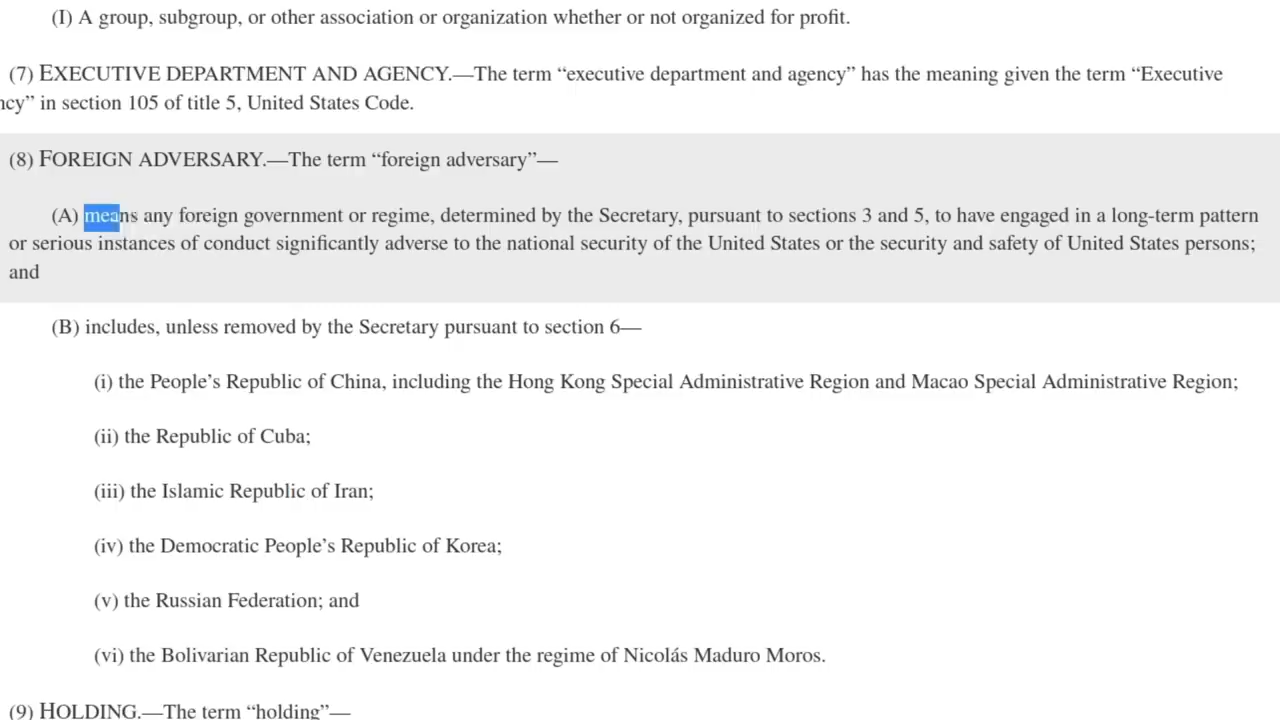 (I) A group, subgroup, or other association or organization whether or not organized for profit.
(7) EXECUTIVE DEPARTMENT AND AGENCY.—The term “executive department and agency” has the meaning given the term “Executive
ncy” in section 105 of title 5, United States Code.
(8) FOREIGN ADVERSARY.—The term “foreign adversary”—
(A) means any foreign government or regime, determined by the Secretary, pursuant to sections 3 and 5, to have engaged in a long-term pattern
or serious instances of conduct significantly adverse to the national security of the United States or the security and safety of United States persons;
and
(B) includes, unless removed by the Secretary pursuant to section 6—
(i) the People’s Republic of China, including the Hong Kong Special Administrative Region and Macao Special Administrative Region;
(ii) the Republic of Cuba;
(iii) the Islamic Republic of Iran;
(iv) the Democratic People’s Republic of Korea;
(v) the Russian Federation; and
(vi) the Bolivarian Republic of Venezuela under the regime of Nicolás Maduro Moros.
(9) HOLDING.—The term “holding”—